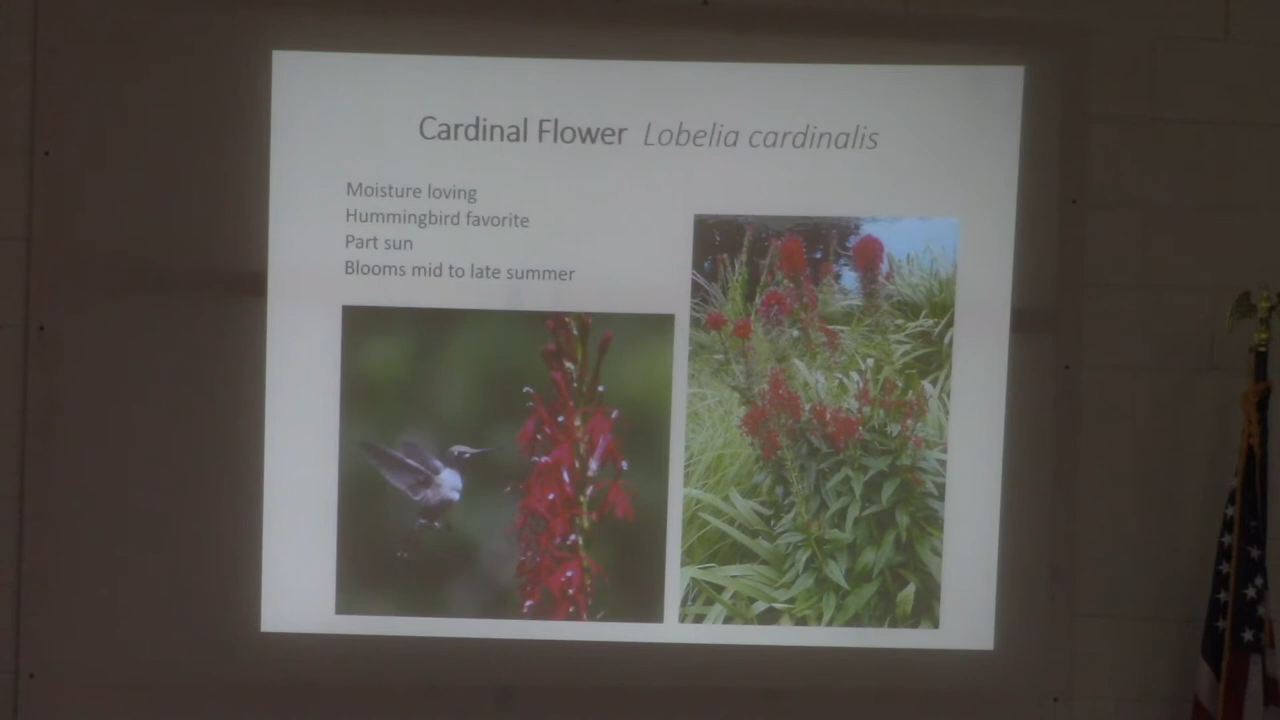 Cardinal Flower Lobelia cardinalis
Moisture loving
Hummingbird favorite
Part sun
Blooms mid to late summer